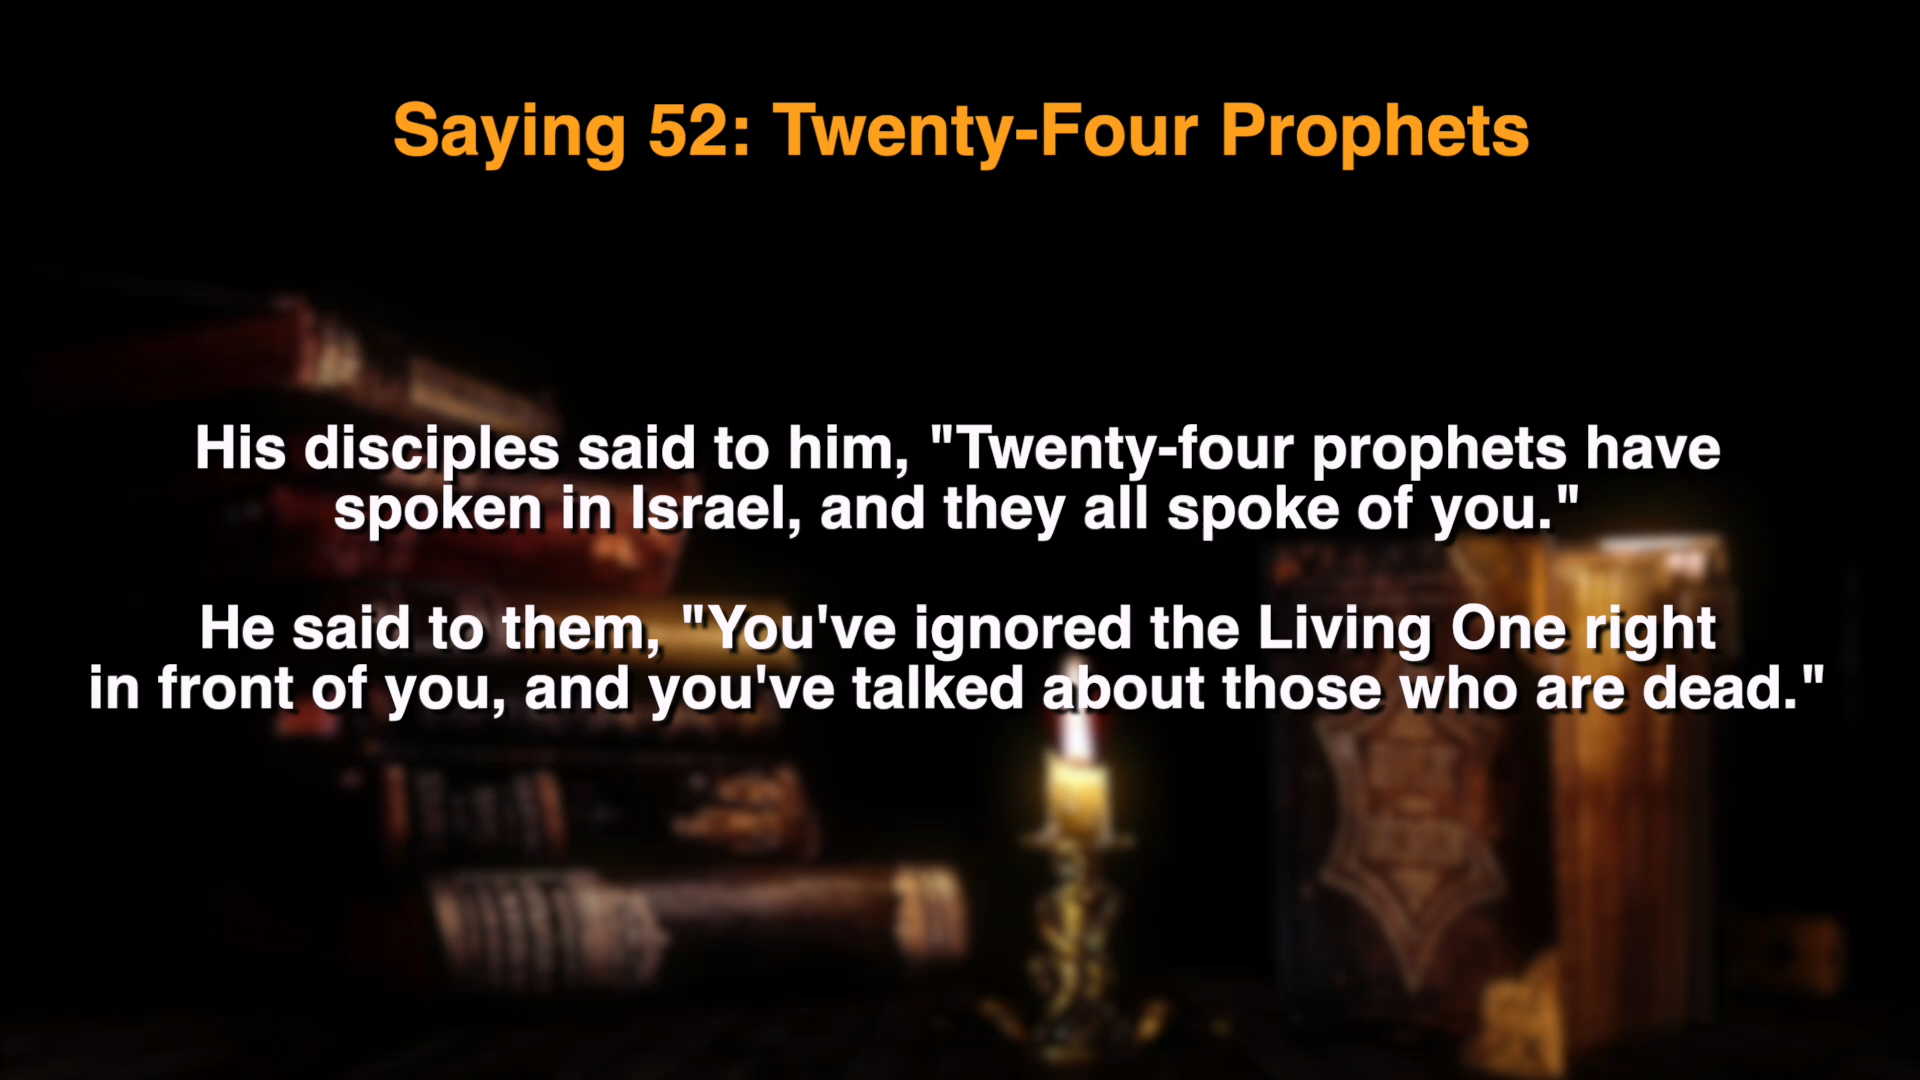 Saying 52: Twenty-Four Prophets
His disciples said to him, "Twenty-four prophets have
spoken in Israel, and they all spoke of you."
He said to them, "You've ignored the Living One right
in front of you, and you've talked about those who are dead."